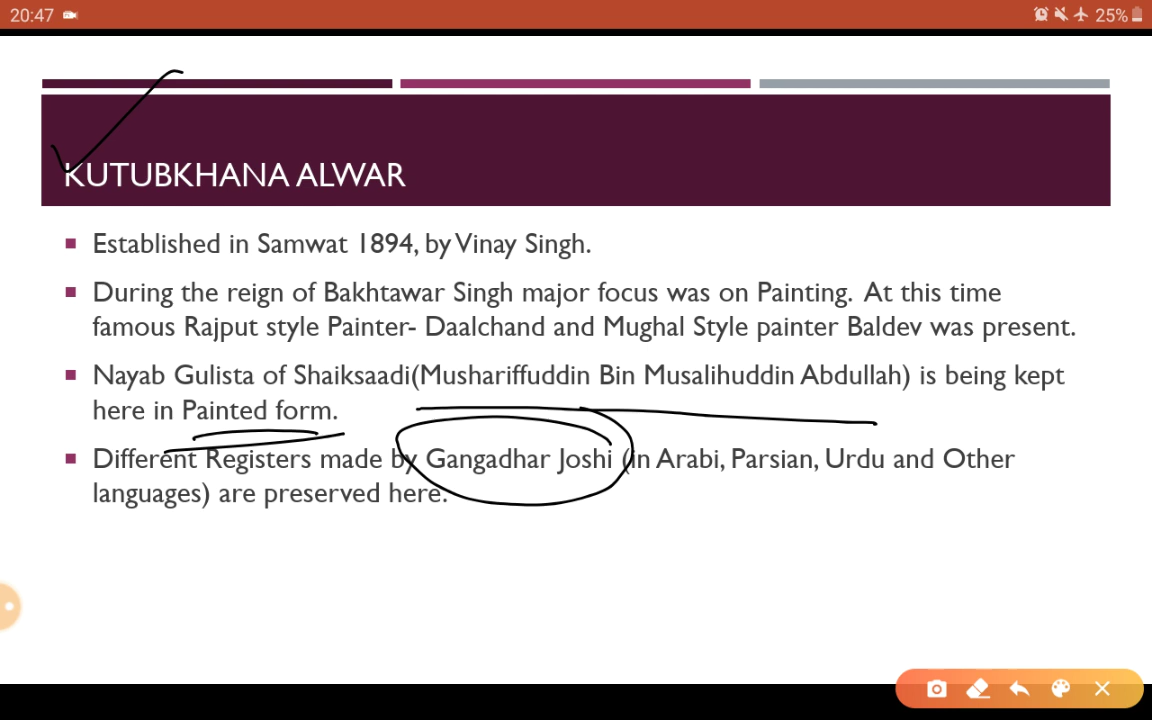 20:47
25%
KUTUBKHANA ALWAR
Established in Samwat 1894, by Vinay Singh.
During the reign of Bakhtawar Singh major focus was on Painting. At this time
famous Rajput style Painter- Daalchand and Mughal Style painter Baldev was present.
Nayab Gulista of Shaiksaadi(Mushariffuddin Bin Musalihuddin Abdullah) is being kept
here in Painted form.
Different Registers made by Gangadhar Joshi (In Arabi, Parsian, Urdu and Other
languages) are preserved here.